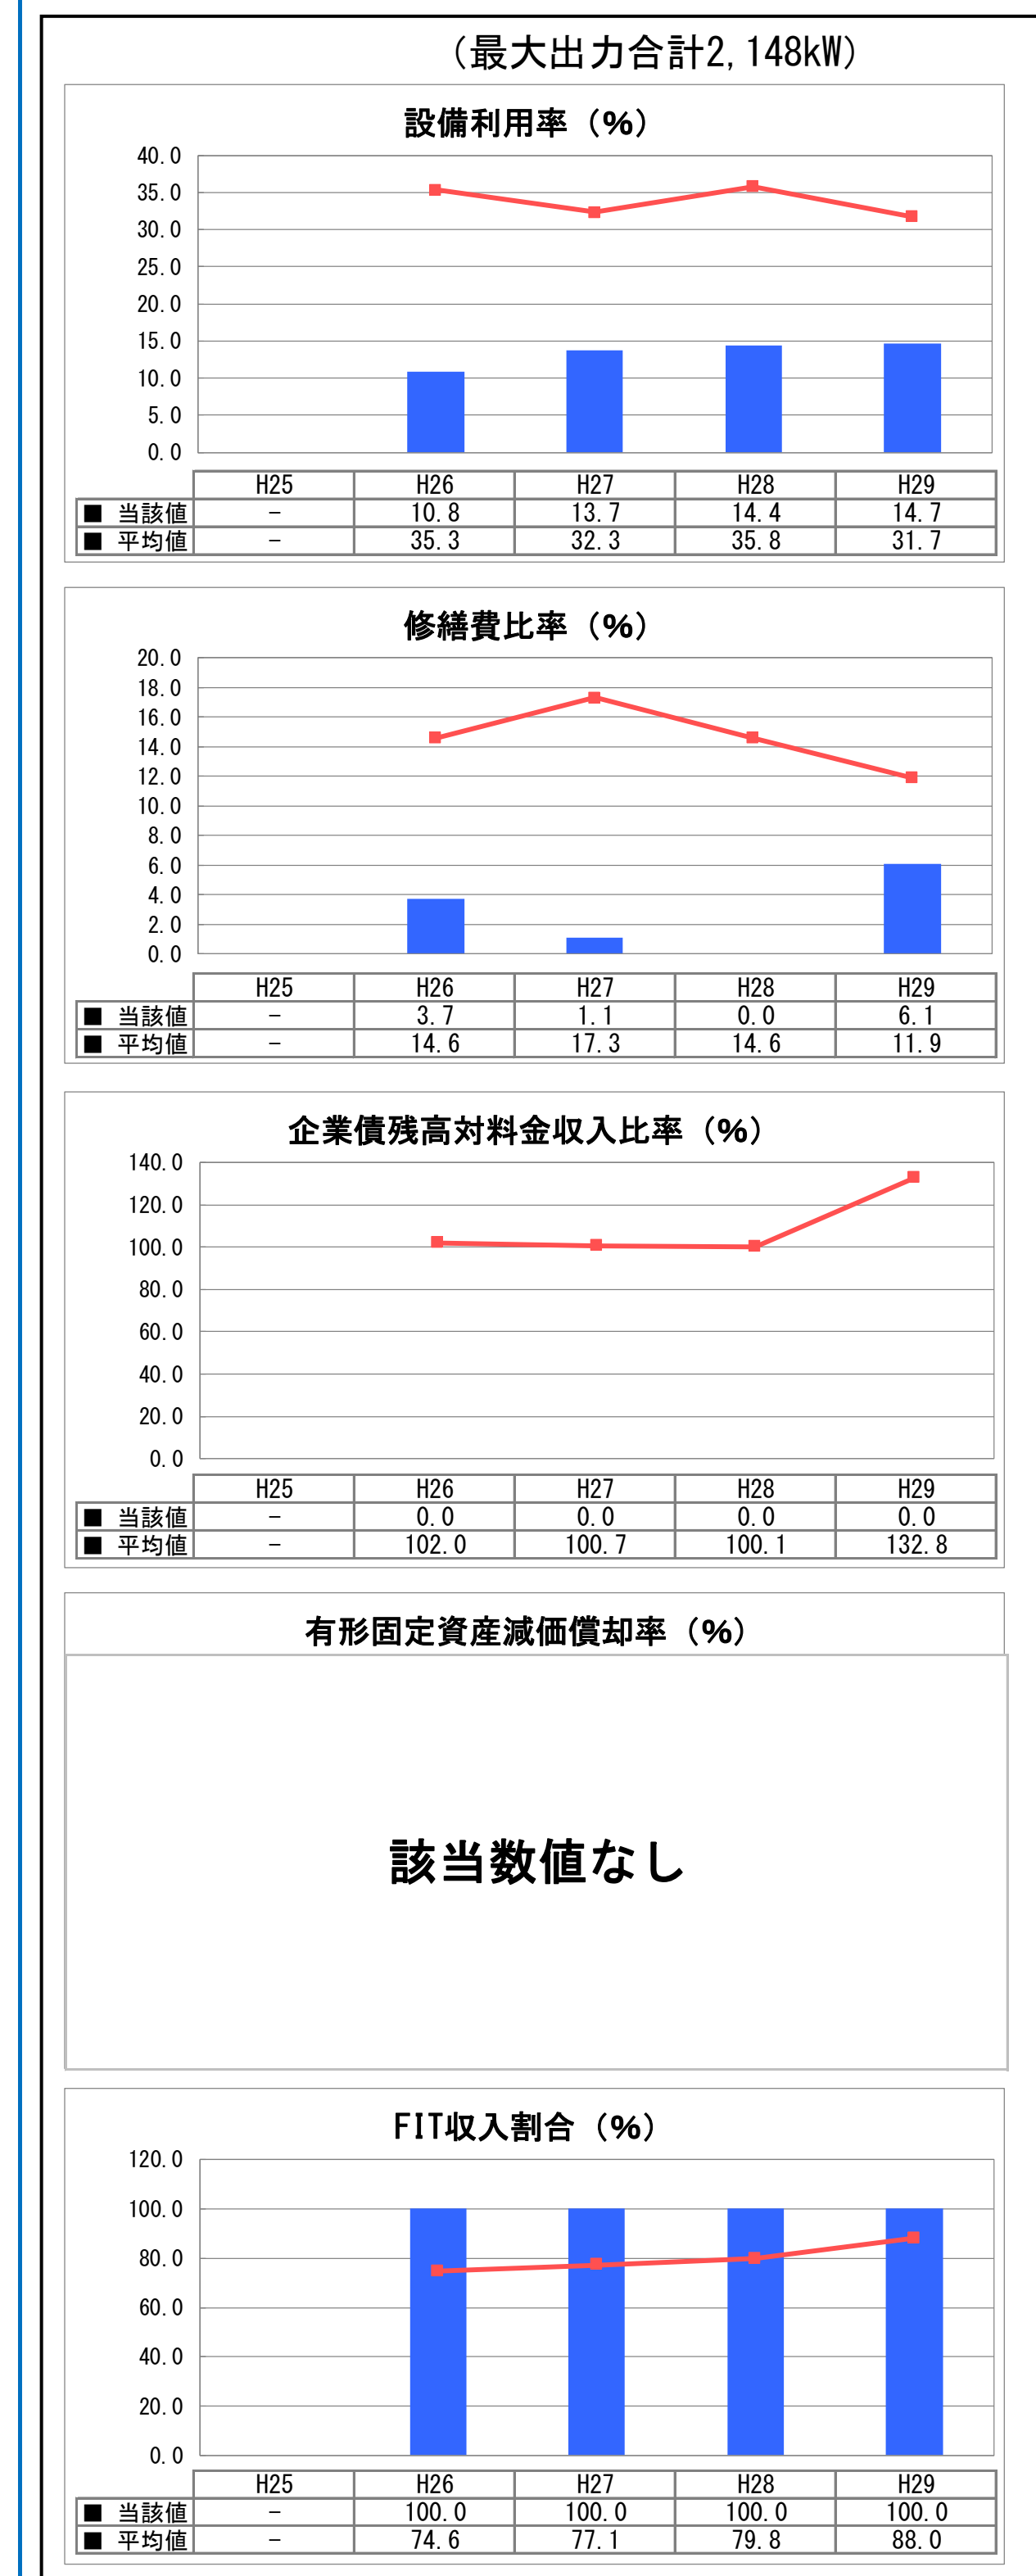 （最大出力合計2,148kW）
設備利用率（%）
40.0
35.0
30.0
25.0
20.0
15.0
10.0
5.0
0.0
H25 H26 H27 H28 H29
■ 当該値 － 10.8 13.7 14.4 14.7
■ 平均値 － 35.3 32.3 35.8 31.7
修繕費比率（%）
20.0
18.0
16.0
14.0
12.0
10.0
8.0
6.0
4.0
2.0
0.0
H25 H26 H27 H28 H29
■ 当該値 － 3.7 1.1 0.0 6.1
■ 平均値 － 14.6 17.3 14.6 11.9
企業債残高対料金収入比率（%）
140.0
120.0
100.0
80.0
60.0
40.0
20.0
0.0
H25 H26 H27 H28 H29
■ 当該値 － 0.0 0.0 0.0 0.0
■ 平均値 － 102.0 100.7 100.1 132.8
有形固定資産減価償却率（%）
該当数値なし
FIT収入割合（%）
120.0
100.0
80.0
60.0
40.0
20.0
0.0
H25 H26 H27 H28 H29
■ 当該値 － 100.0 100.0 100.0 100.0
■ 平均値 － 74.6 77.1 79.8 88.0